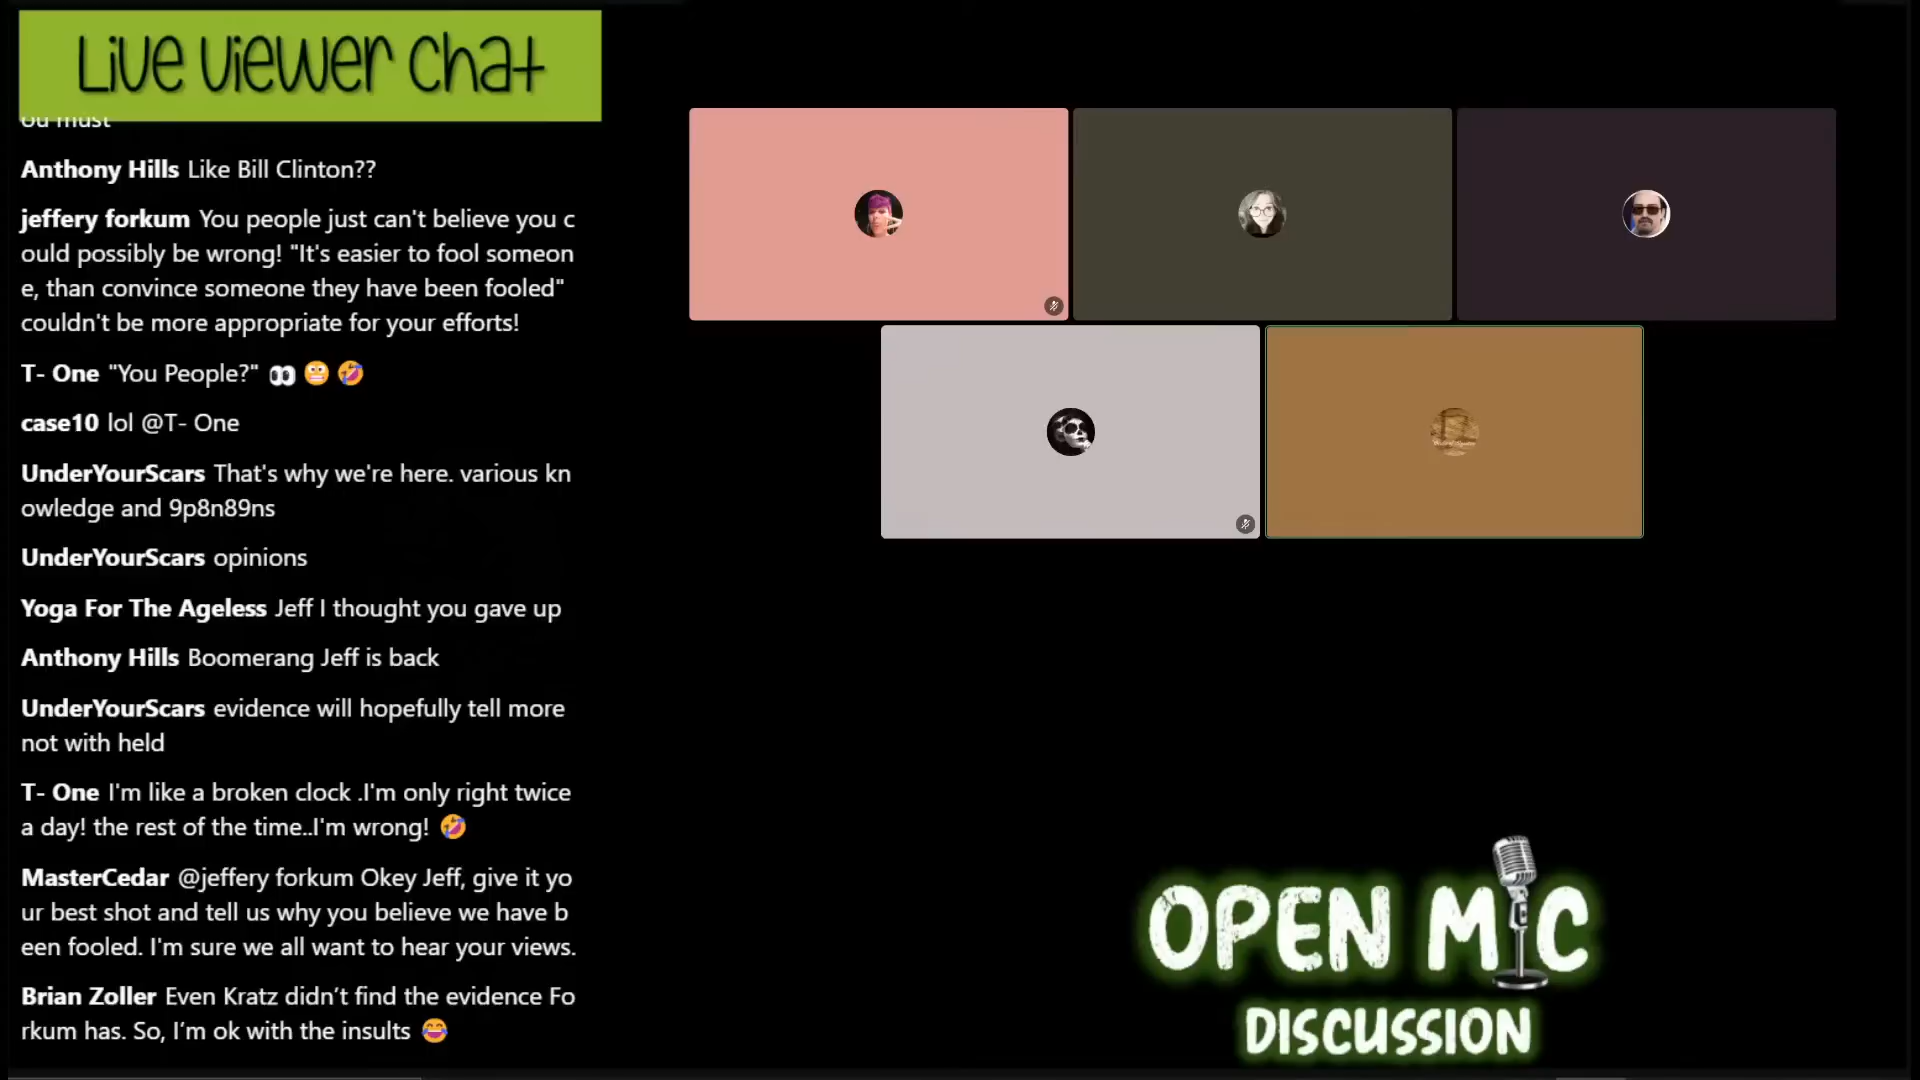 Live Viewer Chat
ou must
Anthony Hills Like Bill Clinton??
jeffery forkum You people just can't believe you c
ould possibly be wrong! "It's easier to fool someon
e, than convince someone they have been fooled"
couldn't be more appropriate for your efforts!
T- One "You People?" 👀 😬 🤣
case10 lol @T- One
UnderYourScars That's why we're here. various kn
owledge and 9p8n89ns
UnderYourScars opinions
Yoga For The Ageless Jeff I thought you gave up
Anthony Hills Boomerang Jeff is back
UnderYourScars evidence will hopefully tell more
not with held
T- One I'm like a broken clock .I'm only right twice
a day! the rest of the time..I'm wrong! 🤣
MasterCedar @jeffery forkum Okey Jeff, give it yo
ur best shot and tell us why you believe we have b
een fooled. I'm sure we all want to hear your views.
Brian Zoller Even Kratz didn’t find the evidence Fo
rkum has. So, I’m ok with the insults 😂
OPEN MIC
DISCUSSION